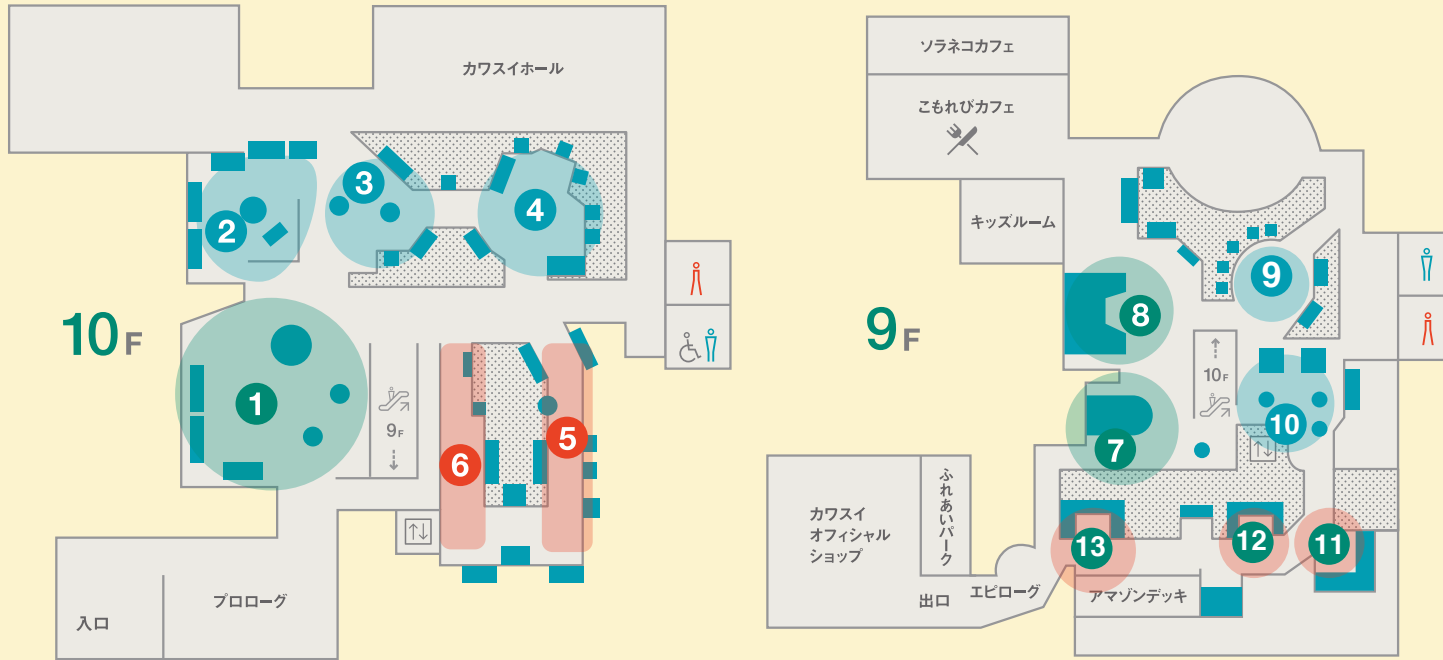 カワスイホール
2
3
4
10F
1
9F
6
5
プロローグ
入口
ソラネコカフェ
こもれびカフェ
キッズルーム
9F
9
8
10F
10
7
ふれあいパーク
カワスイ
オフィシャル
ショップ
13
12
11
エピローグ
出口
アマゾンデッキ